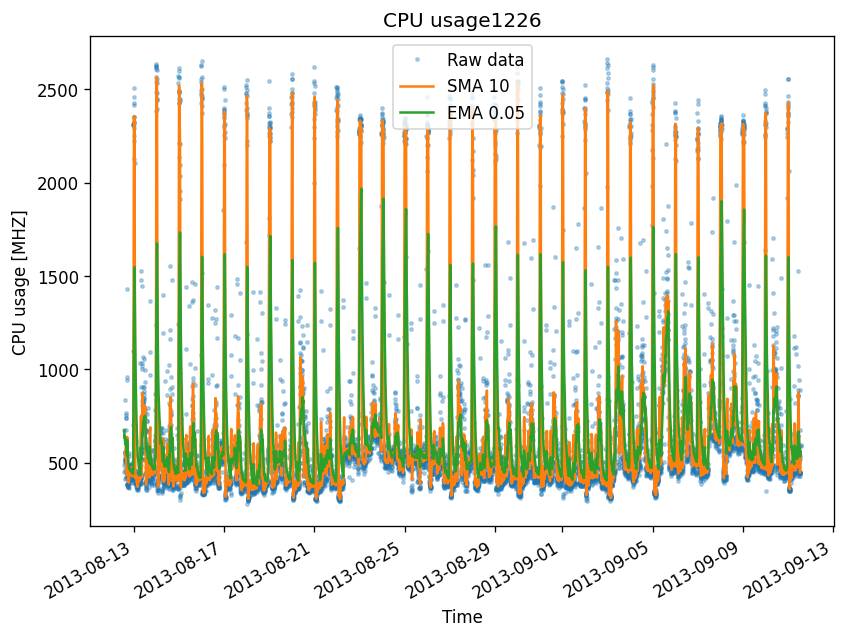 CPU usage1226
Raw data
SMA 10
EMA 0.05
CPU usage [MHZ]
2500
2000
1500
1000
500
2013-08-13
2013-08-17
2013-08-21
2013-08-25
2013-08-29
2013-09-01
2013-09-05
2013-09-09
2013-09-13
Time